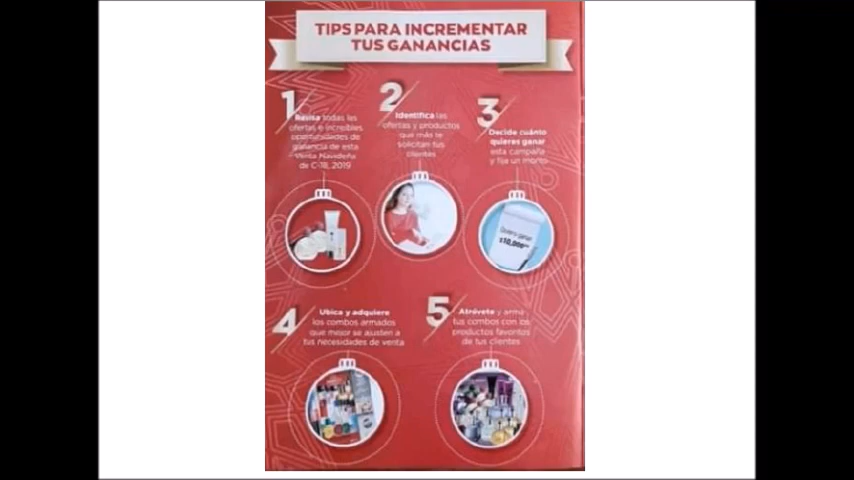 TIPS PARA INCREMENTAR
TUS GANANCIAS
1
Revisa todas las
ofertas e increíbles
oportunidades de
ganancia de esta
Venta Navideña
de C-18, 2019
2
Identifica las
ofertas y productos
que más te
solicitan tus
clientes
3
Decide cuánto
quieres ganar
esta campaña
y fija un monto
Quiero ganar
$10,000
4
Ubica y adquiere
los combos armados
que mejor se ajusten a
tus necesidades de venta
5
Atrévete y arma
tus combos con los
productos favoritos
de tus clientes